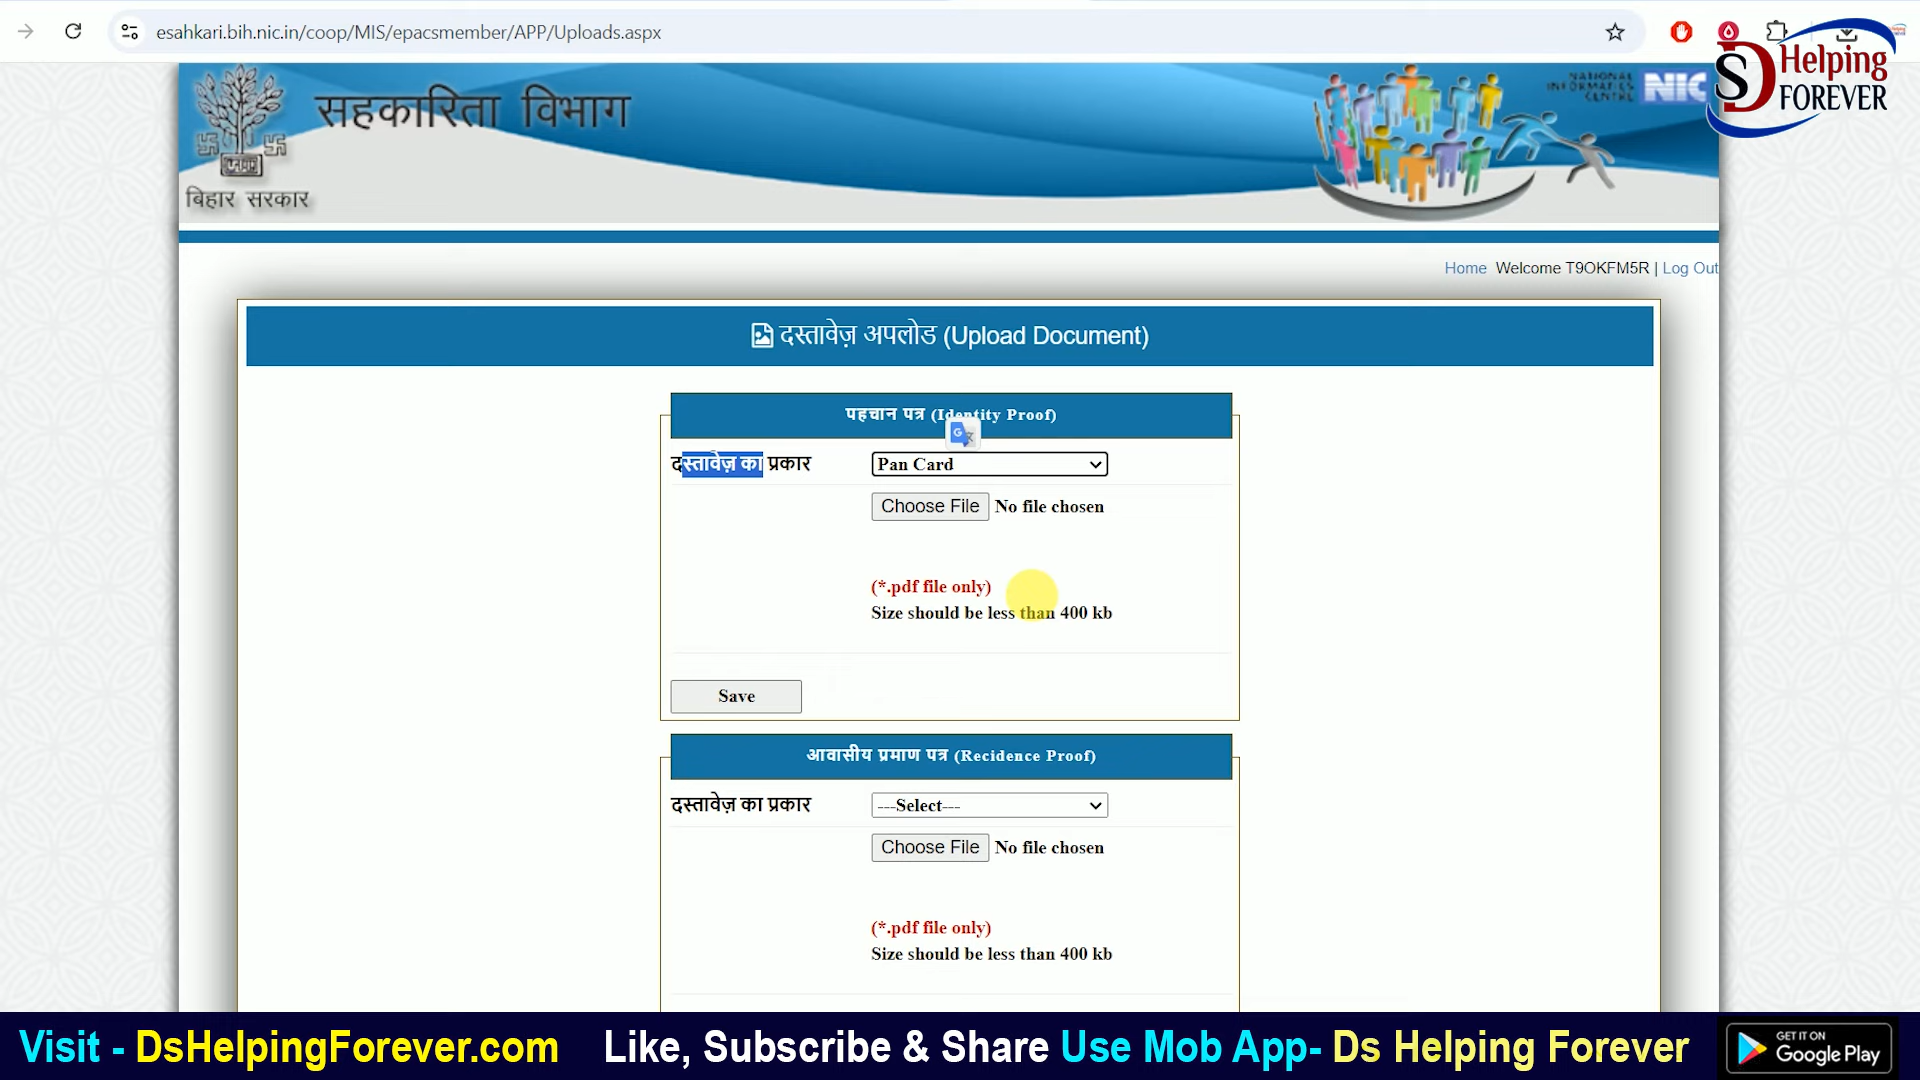 esahkari.bih.nic.in/coop/MIS/epacsmember/APP/Uploads.aspx
SD Helping FOREVER
सहकारिता विभाग
NATIONAL INFORMATICS CENTRE NIC
बिहार सरकार
Home Welcome T9OKFM5R | Log Out
दस्तावेज़ अपलोड (Upload Document)
पहचान पत्र (Identity Proof)
दस्तावेज़ का प्रकार Pan Card
Choose File No file chosen
(*.pdf file only)
Size should be less than 400 kb
Save
आवासीय प्रमाण पत्र (Recidence Proof)
दस्तावेज़ का प्रकार ---Select---
Choose File No file chosen
(*.pdf file only)
Size should be less than 400 kb
Visit - DsHelpingForever.com Like, Subscribe & Share Use Mob App- Ds Helping Forever GET IT ON Google Play